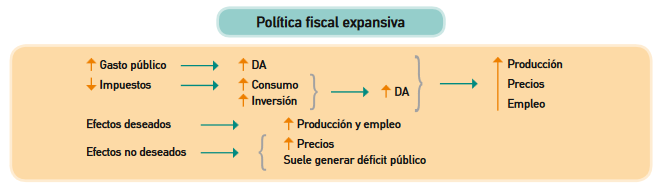 Política fiscal expansiva
Gasto público DA
Impuestos Consumo
Inversión
DA
Producción
Precios
Empleo
Efectos deseados Producción y empleo
Efectos no deseados Precios
Suele generar déficit público